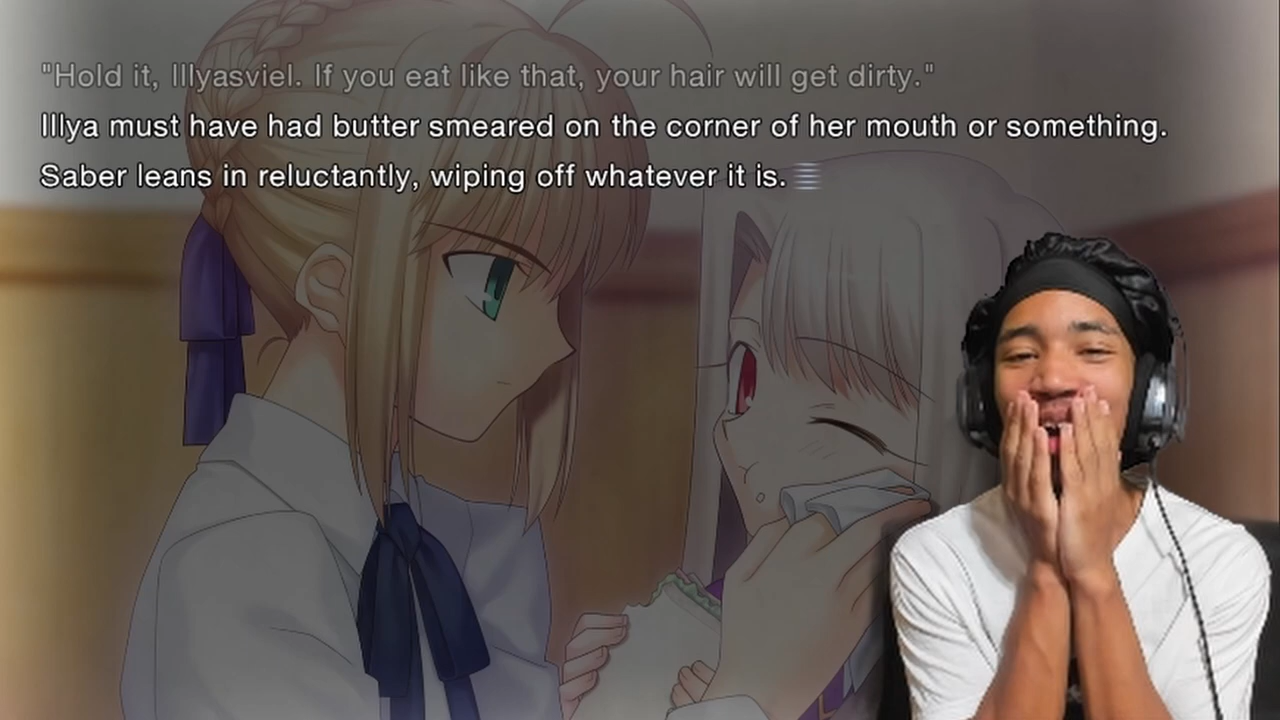 "Hold it, Illyasviel. If you eat like that, your hair will get dirty."
Illya must have had butter smeared on the corner of her mouth or something.
Saber leans in reluctantly, wiping off whatever it is.